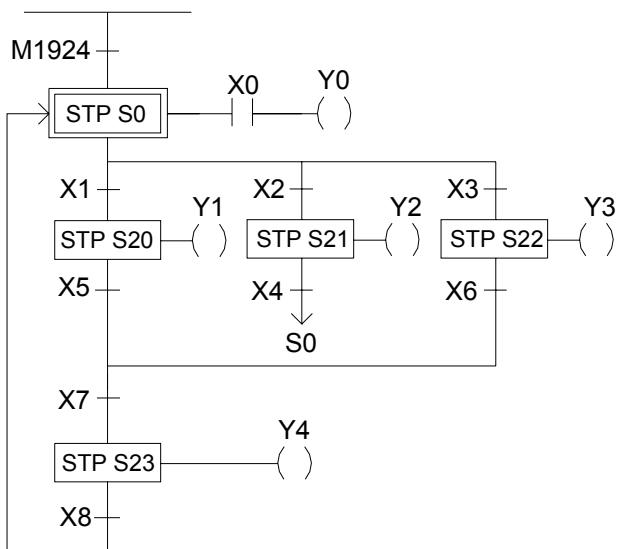 M1924
X0 Y0
STP S0
X1 X2 X3
Y1 Y2 Y3
STP S20 STP S21 STP S22
X5 X4 X6
S0
X7
Y4
STP S23
X8